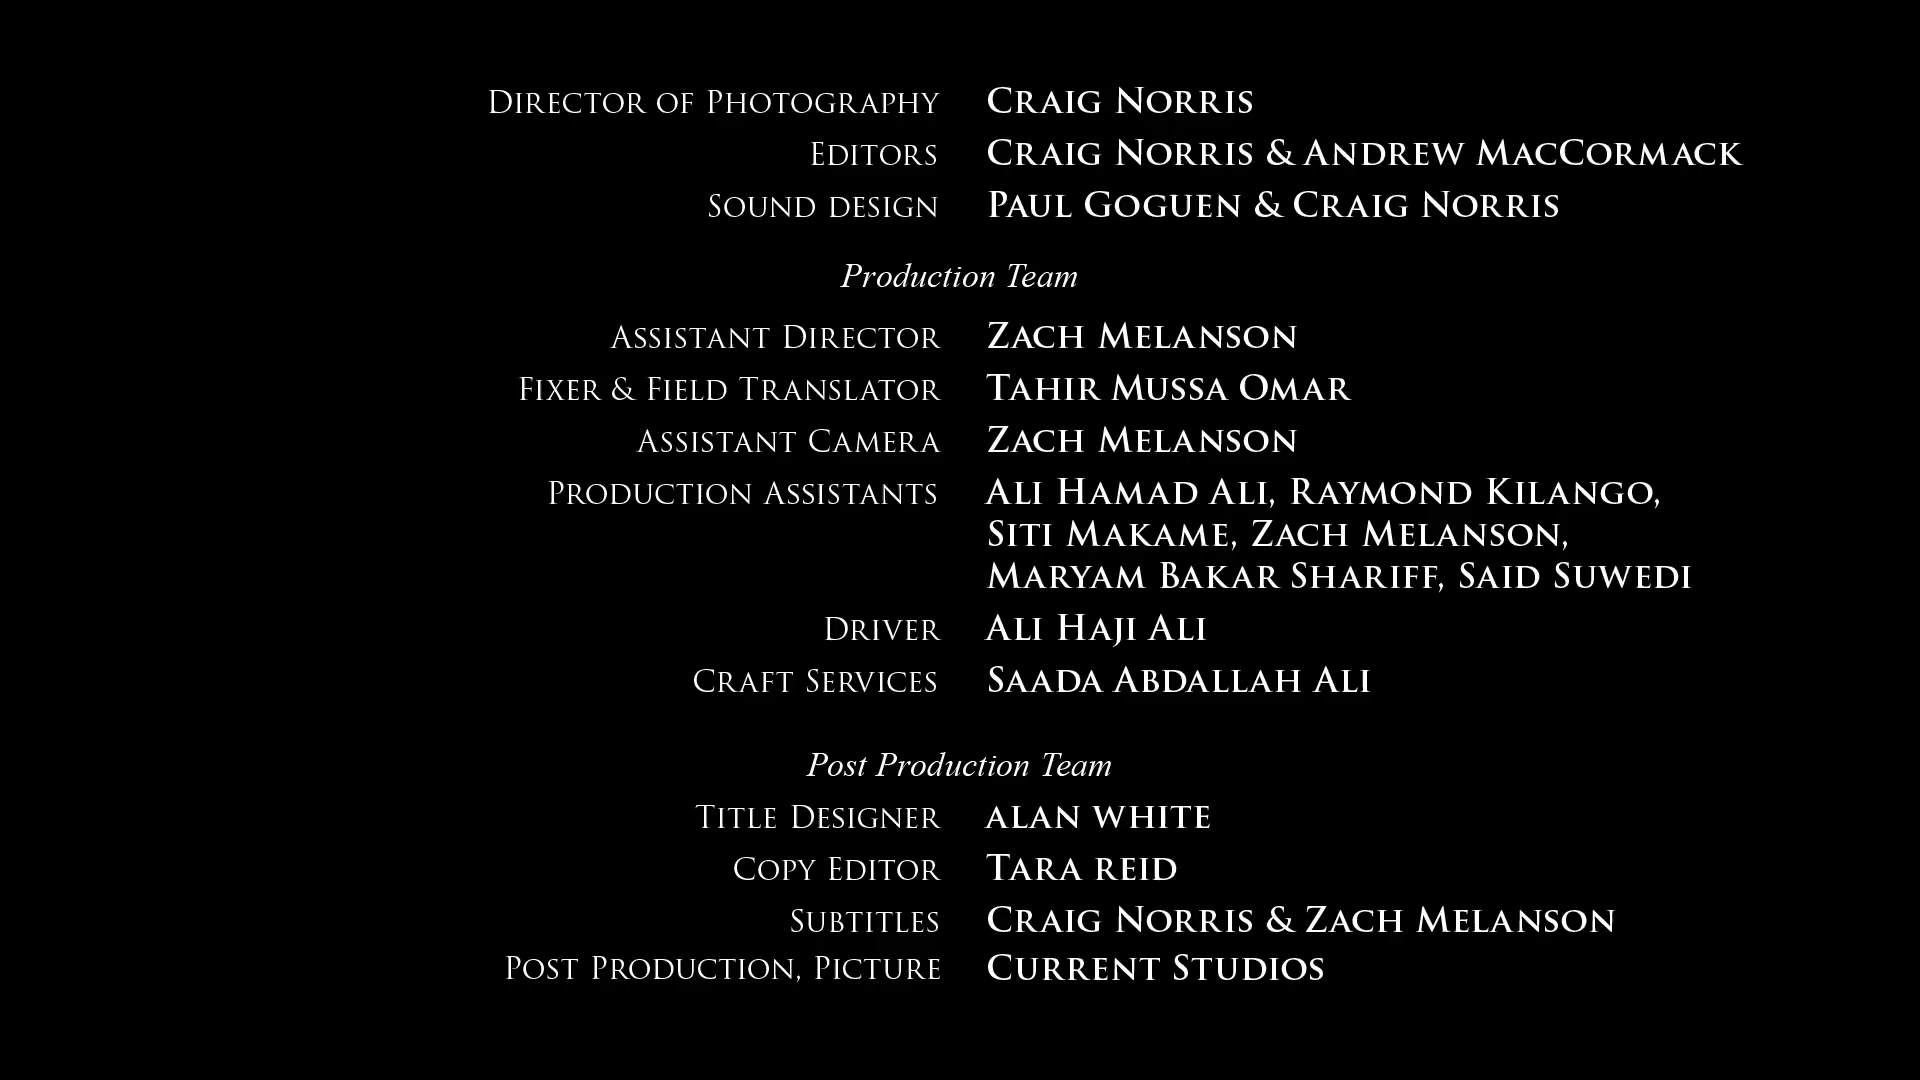 Director of Photography Craig Norris
Editors Craig Norris & Andrew MacCormack
Sound design Paul Goguen & Craig Norris
Production Team
Assistant Director Zach Melanson
Fixer & Field Translator Tahir Mussa Omar
Assistant Camera Zach Melanson
Production Assistants Ali Hamad Ali, Raymond Kilango,
Siti Makame, Zach Melanson,
Maryam Bakar Shariff, Said Suwedi
Driver Ali Haji Ali
Craft Services Saada Abdallah Ali
Post Production Team
Title Designer alan white
Copy Editor Tara reid
Subtitles Craig Norris & Zach Melanson
Post Production, Picture Current Studios